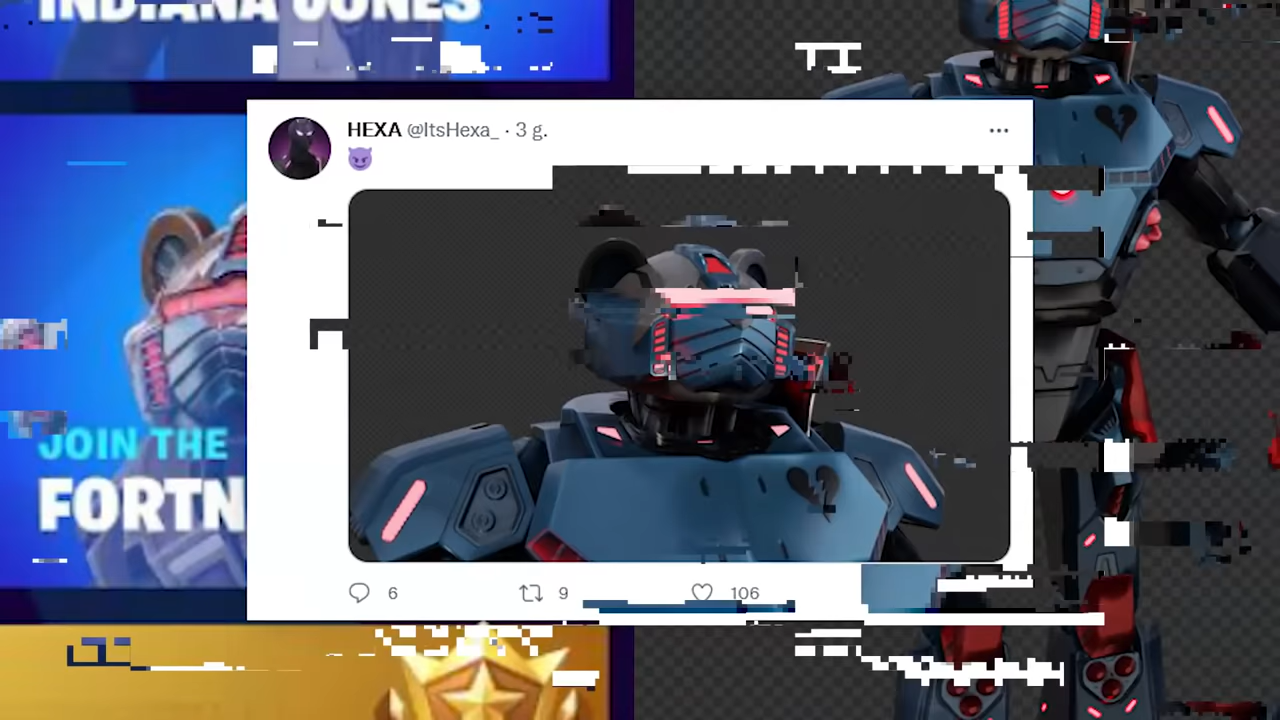 INDIANA JONES
HEXA @ItsHexa_ · 3 g.
JOIN THE
FORTN
6 9 106